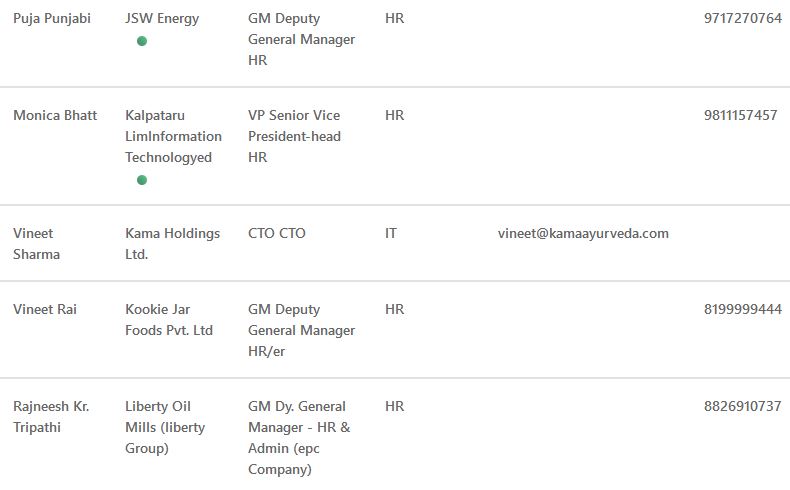 Puja Punjabi JSW Energy GM Deputy HR 9717270764
General Manager
HR
Monica Bhatt Kalpataru VP Senior Vice HR 9811157457
LimInformation President-head
Technologyed HR
Vineet Kama Holdings CTO CTO IT vineet@kamaayurveda.com
Sharma Ltd.
Vineet Rai Kookie Jar GM Deputy HR 8199999444
Foods Pvt. Ltd General Manager
HR/er
Rajneesh Kr. Liberty Oil GM Dy. General HR 8826910737
Tripathi Mills (liberty Manager - HR &
Group) Admin (epc
Company)